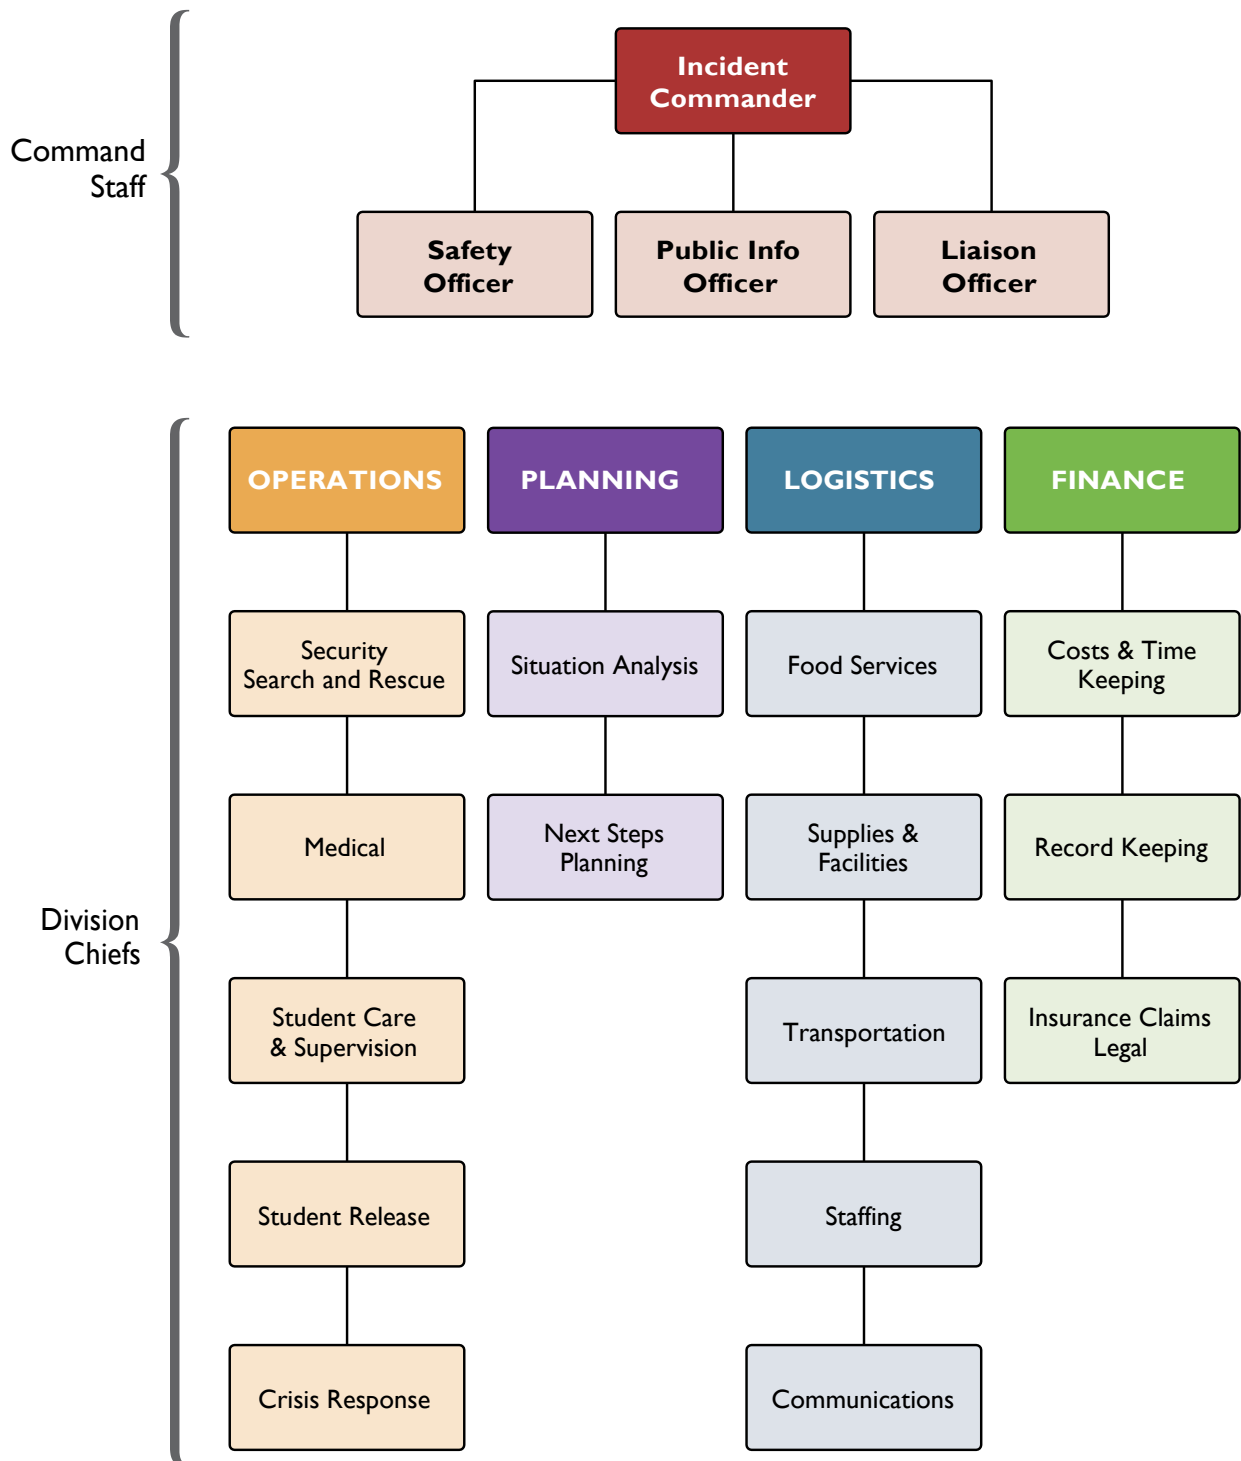 Incident
Commander
Command
Staff
Safety
Officer
Public Info
Officer
Liaison
Officer
OPERATIONS
PLANNING
LOGISTICS
FINANCE
Security
Search and Rescue
Situation Analysis
Food Services
Costs & Time
Keeping
Medical
Next Steps
Planning
Supplies &
Facilities
Record Keeping
Division
Chiefs
Student Care
& Supervision
Transportation
Insurance Claims
Legal
Student Release
Staffing
Crisis Response
Communications